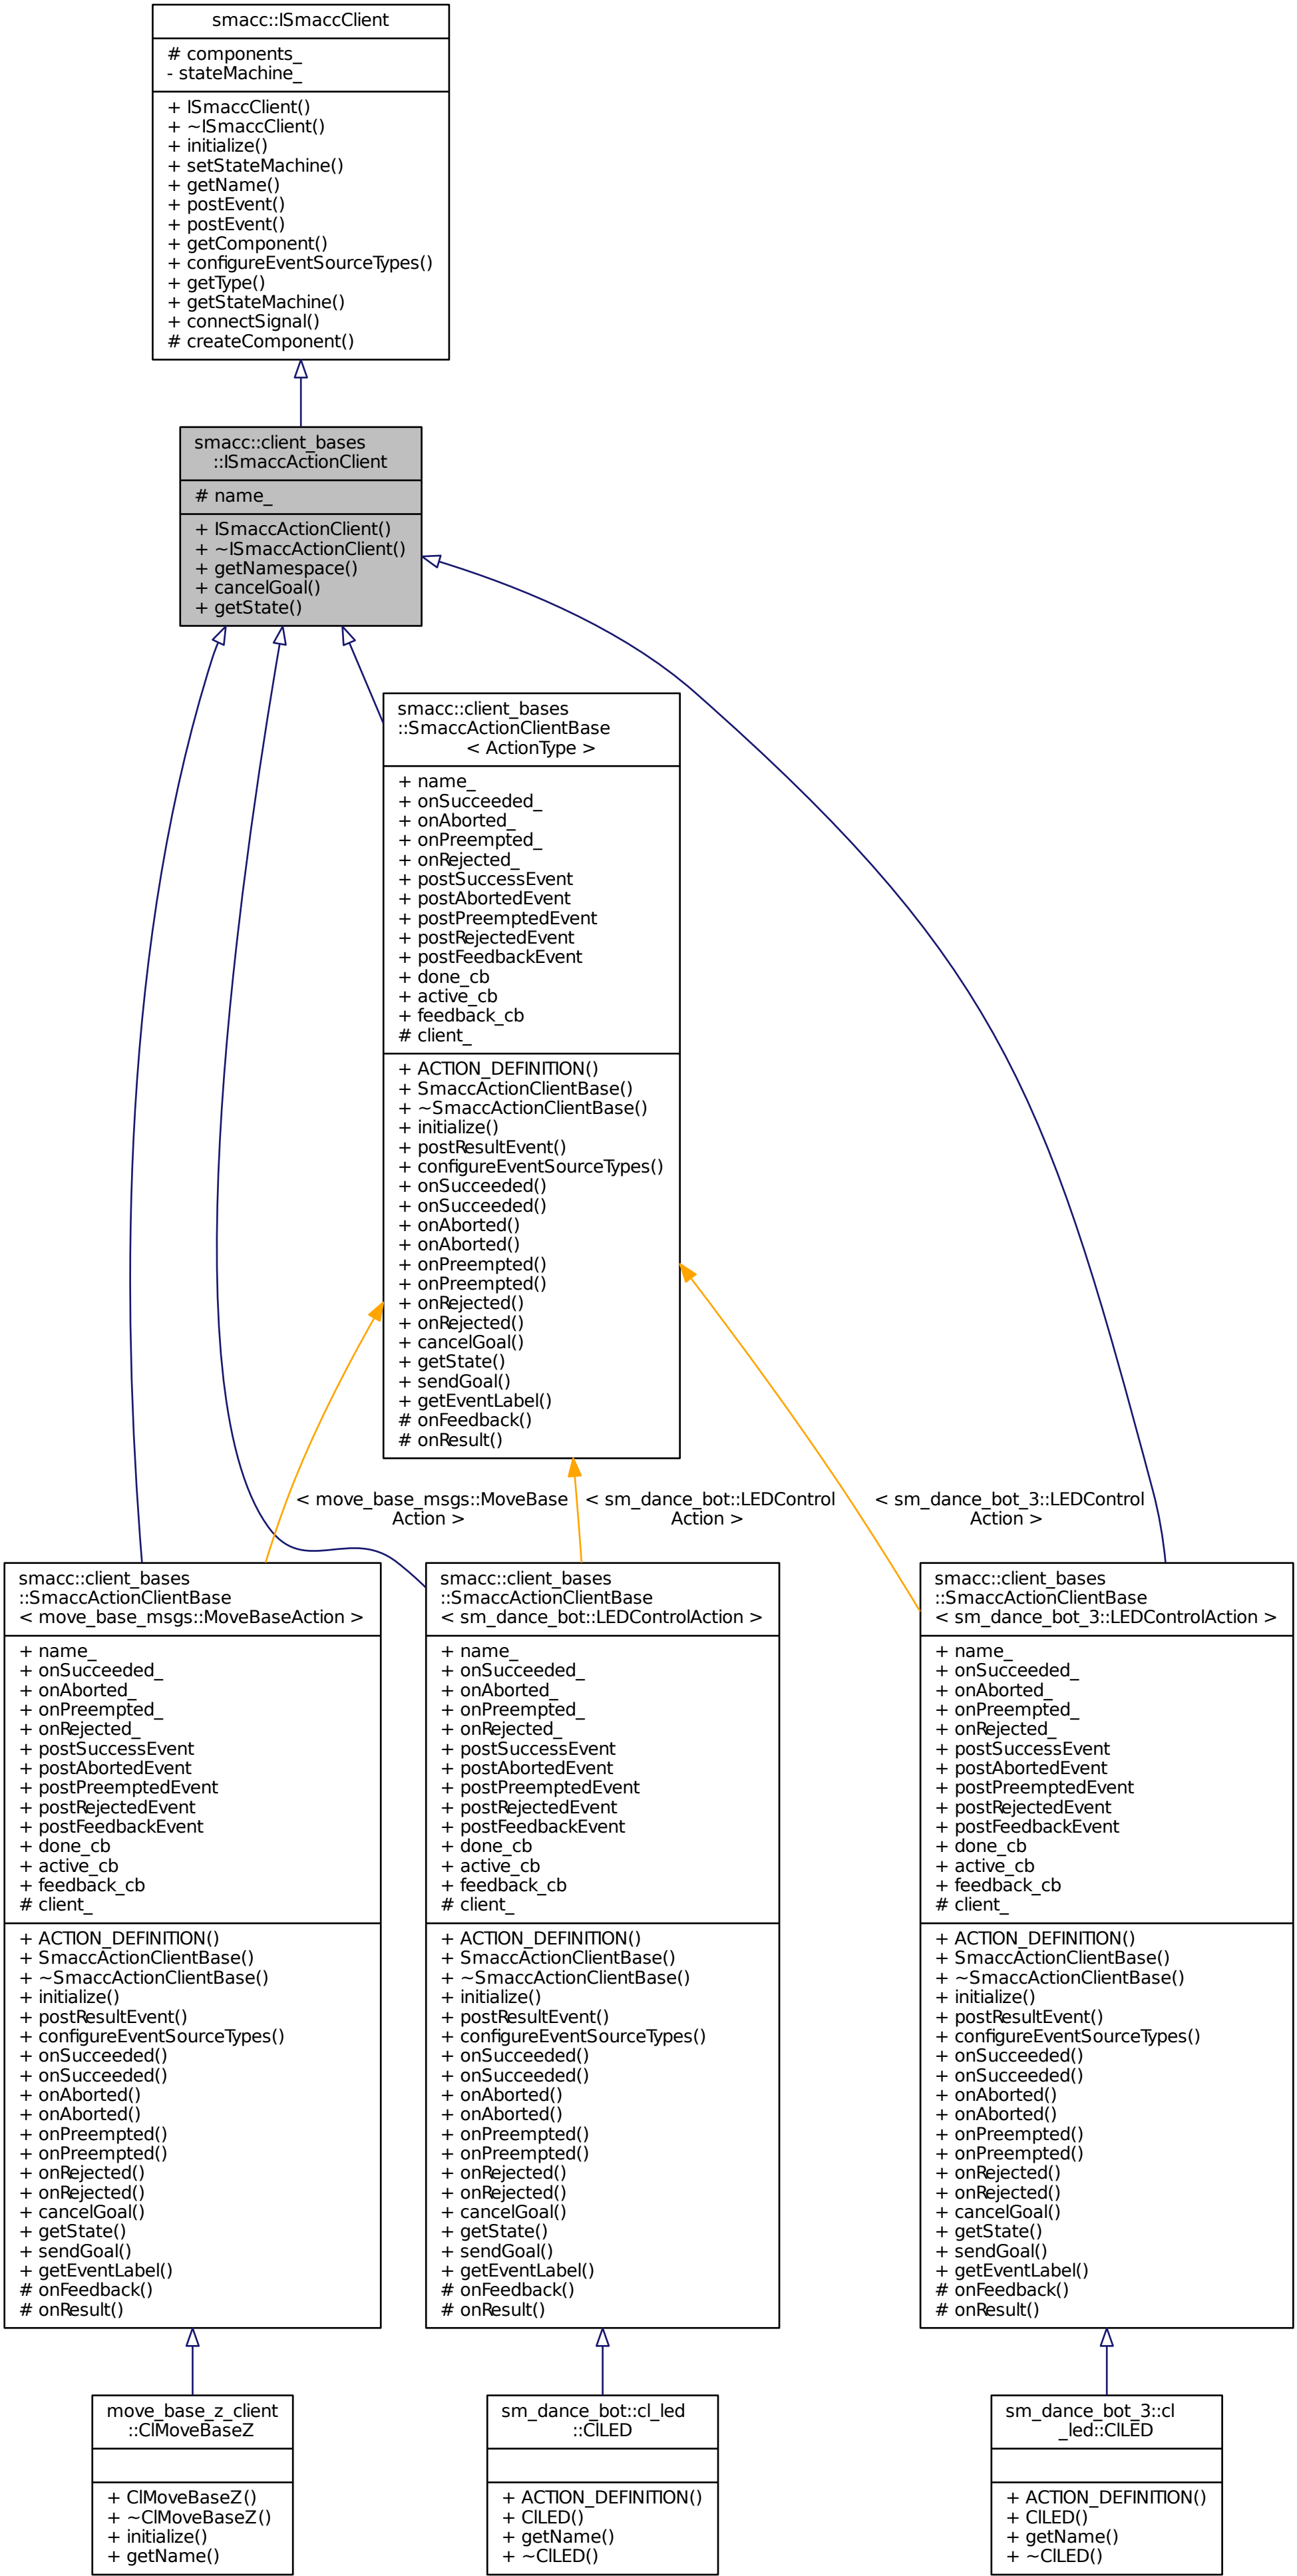 smacc::ISmaccClient
# components_
- stateMachine_
+ ISmaccClient()
+ ~ISmaccClient()
+ initialize()
+ setStateMachine()
+ getName()
+ postEvent()
+ postEvent()
+ getComponent()
+ configureEventSourceTypes()
+ getType()
+ getStateMachine()
+ connectSignal()
# createComponent()
smacc::client_bases
::ISmaccActionClient
# name_
+ ISmaccActionClient()
+ ~ISmaccActionClient()
+ getNamespace()
+ cancelGoal()
+ getState()
smacc::client_bases
::SmaccActionClientBase
< ActionType >
+ name_
+ onSucceeded_
+ onAborted_
+ onPreempted_
+ onRejected_
+ postSuccessEvent
+ postAbortedEvent
+ postPreemptedEvent
+ postRejectedEvent
+ postFeedbackEvent
+ done_cb
+ active_cb
+ feedback_cb
# client_
+ ACTION_DEFINITION()
+ SmaccActionClientBase()
+ ~SmaccActionClientBase()
+ initialize()
+ postResultEvent()
+ configureEventSourceTypes()
+ onSucceeded()
+ onSucceeded()
+ onAborted()
+ onAborted()
+ onPreempted()
+ onPreempted()
+ onRejected()
+ onRejected()
+ cancelGoal()
+ getState()
+ sendGoal()
+ getEventLabel()
# onFeedback()
# onResult()
< move_base_msgs::MoveBase
Action >
< sm_dance_bot::LEDControl
Action >
< sm_dance_bot_3::LEDControl
Action >
smacc::client_bases
::SmaccActionClientBase
< move_base_msgs::MoveBaseAction >
+ name_
+ onSucceeded_
+ onAborted_
+ onPreempted_
+ onRejected_
+ postSuccessEvent
+ postAbortedEvent
+ postPreemptedEvent
+ postRejectedEvent
+ postFeedbackEvent
+ done_cb
+ active_cb
+ feedback_cb
# client_
+ ACTION_DEFINITION()
+ SmaccActionClientBase()
+ ~SmaccActionClientBase()
+ initialize()
+ postResultEvent()
+ configureEventSourceTypes()
+ onSucceeded()
+ onSucceeded()
+ onAborted()
+ onAborted()
+ onPreempted()
+ onPreempted()
+ onRejected()
+ onRejected()
+ cancelGoal()
+ getState()
+ sendGoal()
+ getEventLabel()
# onFeedback()
# onResult()
smacc::client_bases
::SmaccActionClientBase
< sm_dance_bot::LEDControlAction >
+ name_
+ onSucceeded_
+ onAborted_
+ onPreempted_
+ onRejected_
+ postSuccessEvent
+ postAbortedEvent
+ postPreemptedEvent
+ postRejectedEvent
+ postFeedbackEvent
+ done_cb
+ active_cb
+ feedback_cb
# client_
+ ACTION_DEFINITION()
+ SmaccActionClientBase()
+ ~SmaccActionClientBase()
+ initialize()
+ postResultEvent()
+ configureEventSourceTypes()
+ onSucceeded()
+ onSucceeded()
+ onAborted()
+ onAborted()
+ onPreempted()
+ onPreempted()
+ onRejected()
+ onRejected()
+ cancelGoal()
+ getState()
+ sendGoal()
+ getEventLabel()
# onFeedback()
# onResult()
smacc::client_bases
::SmaccActionClientBase
< sm_dance_bot_3::LEDControlAction >
+ name_
+ onSucceeded_
+ onAborted_
+ onPreempted_
+ onRejected_
+ postSuccessEvent
+ postAbortedEvent
+ postPreemptedEvent
+ postRejectedEvent
+ postFeedbackEvent
+ done_cb
+ active_cb
+ feedback_cb
# client_
+ ACTION_DEFINITION()
+ SmaccActionClientBase()
+ ~SmaccActionClientBase()
+ initialize()
+ postResultEvent()
+ configureEventSourceTypes()
+ onSucceeded()
+ onSucceeded()
+ onAborted()
+ onAborted()
+ onPreempted()
+ onPreempted()
+ onRejected()
+ onRejected()
+ cancelGoal()
+ getState()
+ sendGoal()
+ getEventLabel()
# onFeedback()
# onResult()
move_base_z_client
::ClMoveBaseZ
+ ClMoveBaseZ()
+ ~ClMoveBaseZ()
+ initialize()
+ getName()
sm_dance_bot::cl_led
::ClLED
+ ACTION_DEFINITION()
+ ClLED()
+ getName()
+ ~ClLED()
sm_dance_bot_3::cl
_led::ClLED
+ ACTION_DEFINITION()
+ ClLED()
+ getName()
+ ~ClLED()